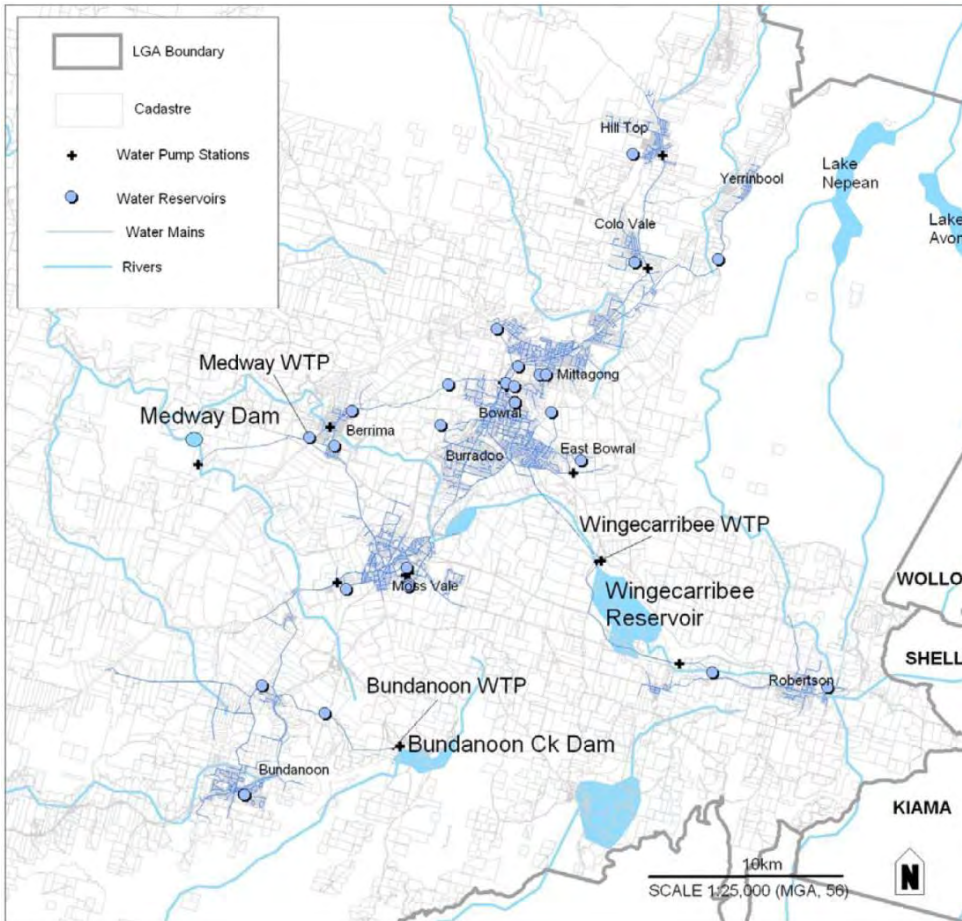 LGA Boundary
Cadastre
Water Pump Stations
Water Reservoirs
Water Mains
Rivers
Hill Top
Yerrinbool
Lake
Nepean
Lake
Avon
Colo Vale
Medway WTP
Mittagong
Medway Dam
Bowral
Berrima
Burradoo
East Bowral
Wingecarribee WTP
Moss Vale
Wingecarribee
Reservoir
WOLLO
SHELL
Robertson
Bundanoon WTP
Bundanoon Ck Dam
Bundanoon
KIAMA
10km
SCALE 1:25,000 (MGA, 56)
N